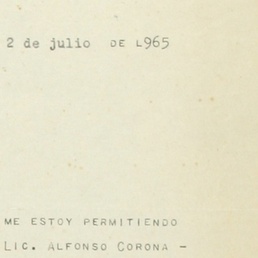 2 de julio DE L965
ME ESTOY PERMITIENDO
LIC. ALFONSO CORONA -